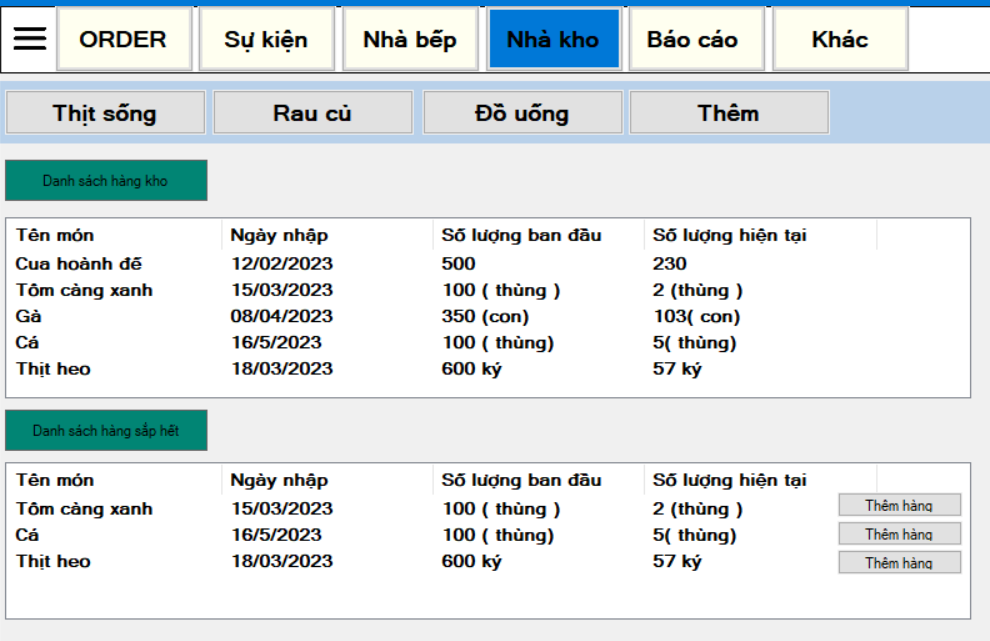 ORDER Sự kiện Nhà bếp Nhà kho Báo cáo Khác
Thịt sống Rau củ Đồ uống Thêm
Danh sách hàng kho
Tên món Ngày nhập Số lượng ban đầu Số lượng hiện tại
Cua hoành đế 12/02/2023 500 230
Tôm càng xanh 15/03/2023 100 ( thùng ) 2 (thùng )
Gà 08/04/2023 350 (con) 103( con)
Cá 16/5/2023 100 ( thùng) 5( thùng)
Thịt heo 18/03/2023 600 ký 57 ký
Danh sách hàng sắp hết
Tên món Ngày nhập Số lượng ban đầu Số lượng hiện tại
Tôm càng xanh 15/03/2023 100 ( thùng ) 2 (thùng ) Thêm hàng
Cá 16/5/2023 100 ( thùng) 5( thùng) Thêm hàng
Thịt heo 18/03/2023 600 ký 57 ký Thêm hàng